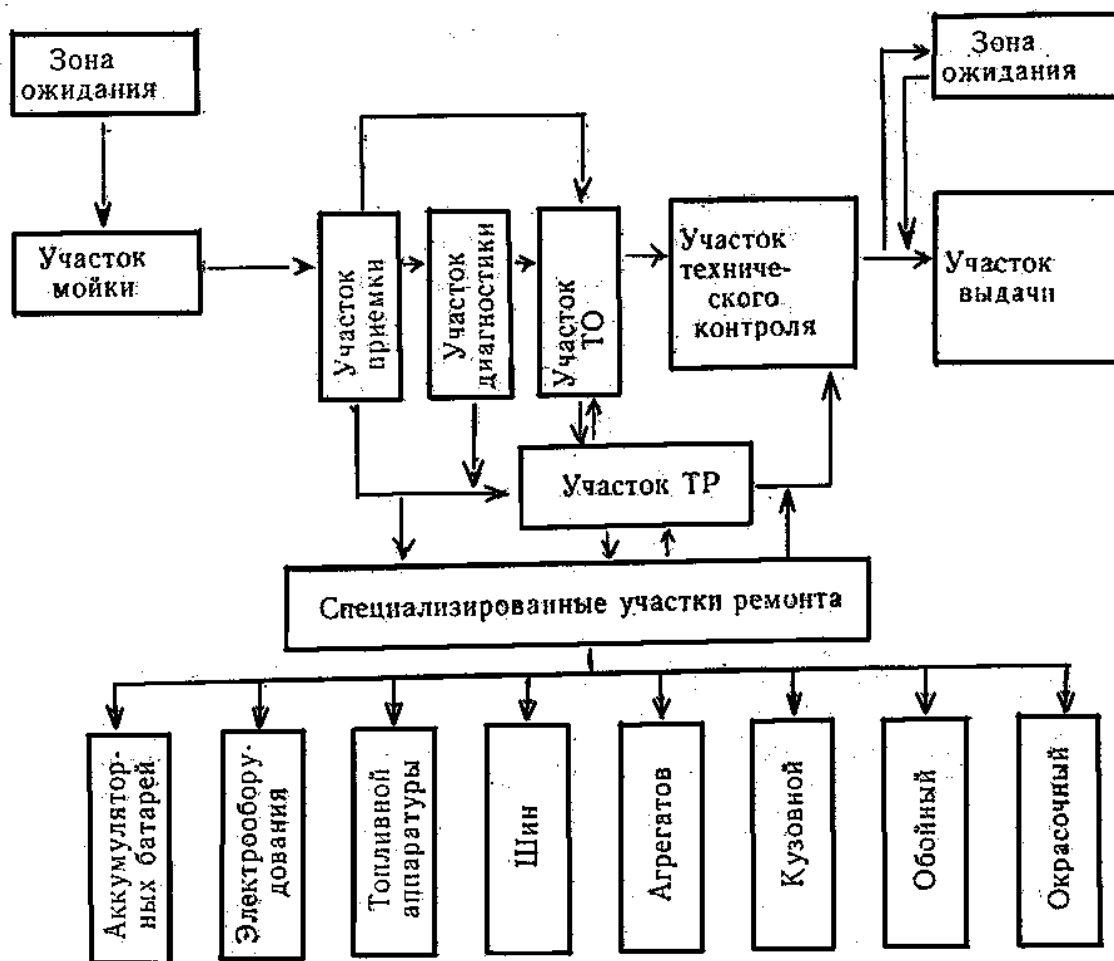 Зона
ожидания
Зона
ожидания
Участок
мойки
Участок
приемки
Участок
диагностики
Участок
ТО
Участок
техниче-
ского
контроля
Участок
выдачи
Участок ТР
Специализированные участки ремонта
Аккумулятор-
ных батарей
Электрообору-
дования
Топливной
аппаратуры
Шин
Агрегатов
Кузовной
Обойный
Окрасочный